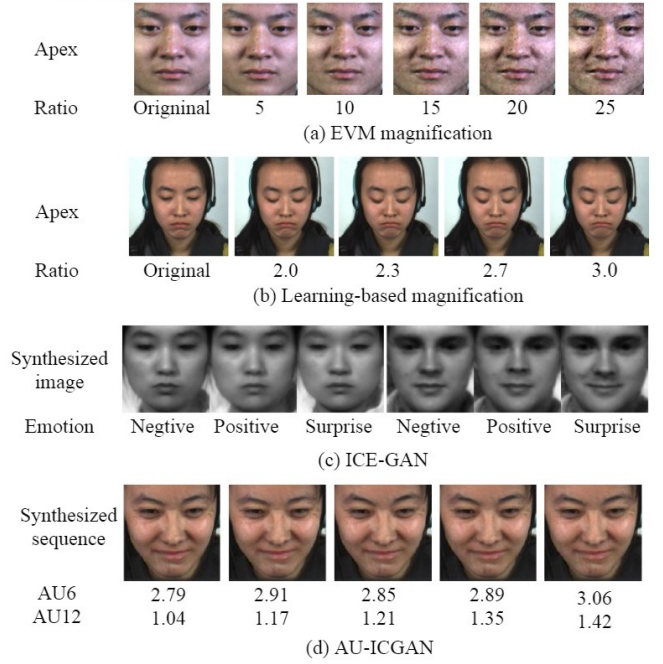 Apex
Ratio Origninal 5 10 15 20 25
(a) EVM magnification
Apex
Ratio Original 2.0 2.3 2.7 3.0
(b) Learning-based magnification
Synthesized
image
Emotion Negtive Positive Surprise Negtive Positive Surprise
(c) ICE-GAN
Synthesized
sequence
AU6 2.79 2.91 2.85 2.89 3.06
AU12 1.04 1.17 1.21 1.35 1.42
(d) AU-ICGAN